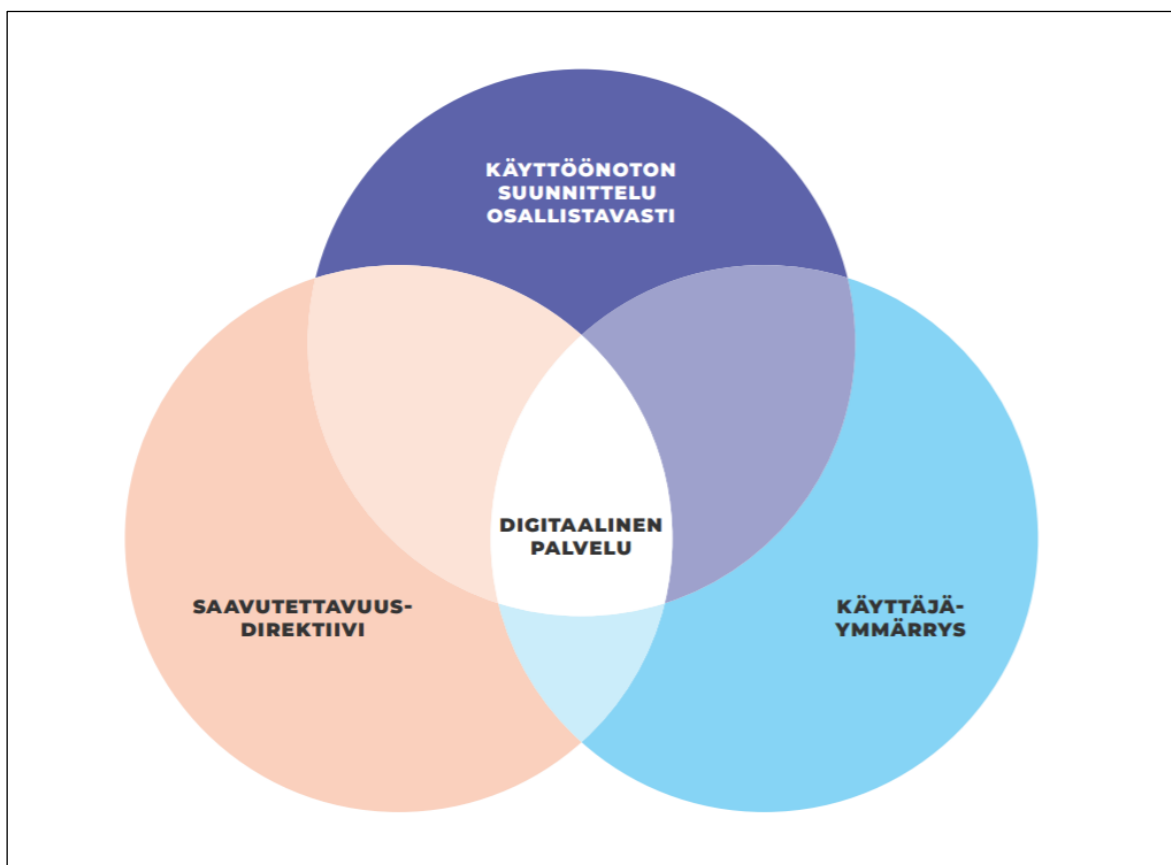 KÄYTTÖÖNOTON
SUUNNITTELU
OSALLISTAVASTI
DIGITAALINEN
PALVELU
SAAVUTETTAVUUS-
DIREKTIIVI
KÄYTTÄJÄ-
YMMÄRRYS